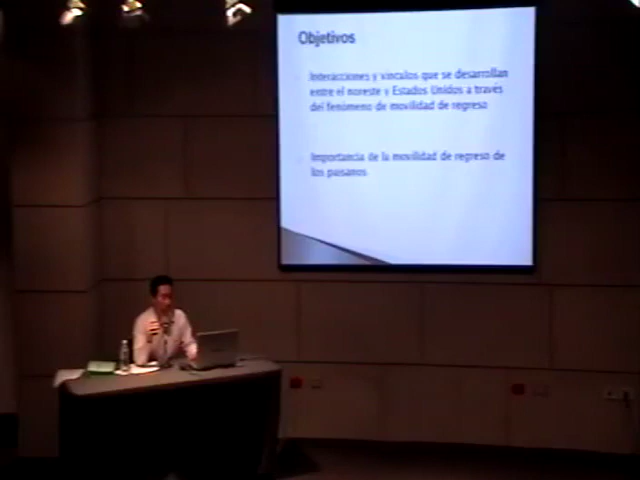 Objetivos
Interacciones y vínculos que se desarrollan
entre el noreste y Estados Unidos a través
del fenómeno de movilidad de regreso
Importancia de la movilidad de regreso de
los paisanos